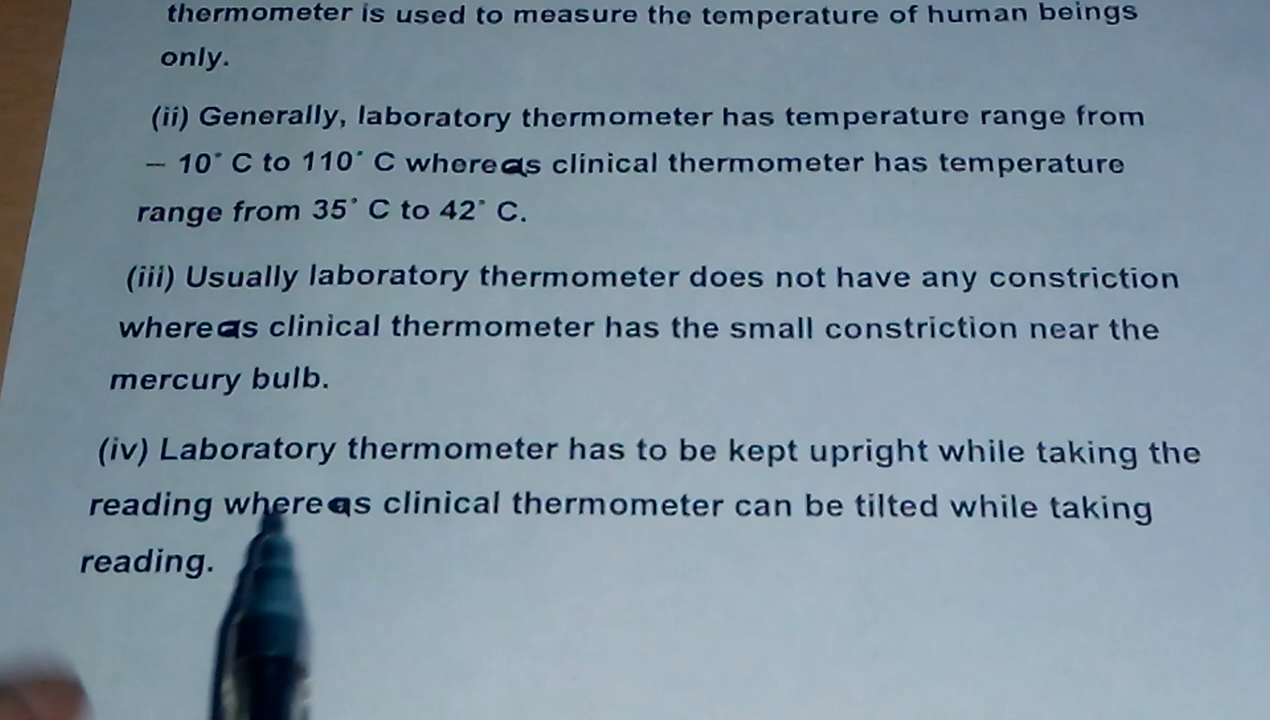 thermometer is used to measure the temperature of human beings
only.
(ii) Generally, laboratory thermometer has temperature range from
– 10° C to 110° C whereas clinical thermometer has temperature
range from 35° C to 42° C.
(iii) Usually laboratory thermometer does not have any constriction
whereas clinical thermometer has the small constriction near the
mercury bulb.
(iv) Laboratory thermometer has to be kept upright while taking the
reading whereas clinical thermometer can be tilted while taking
reading.